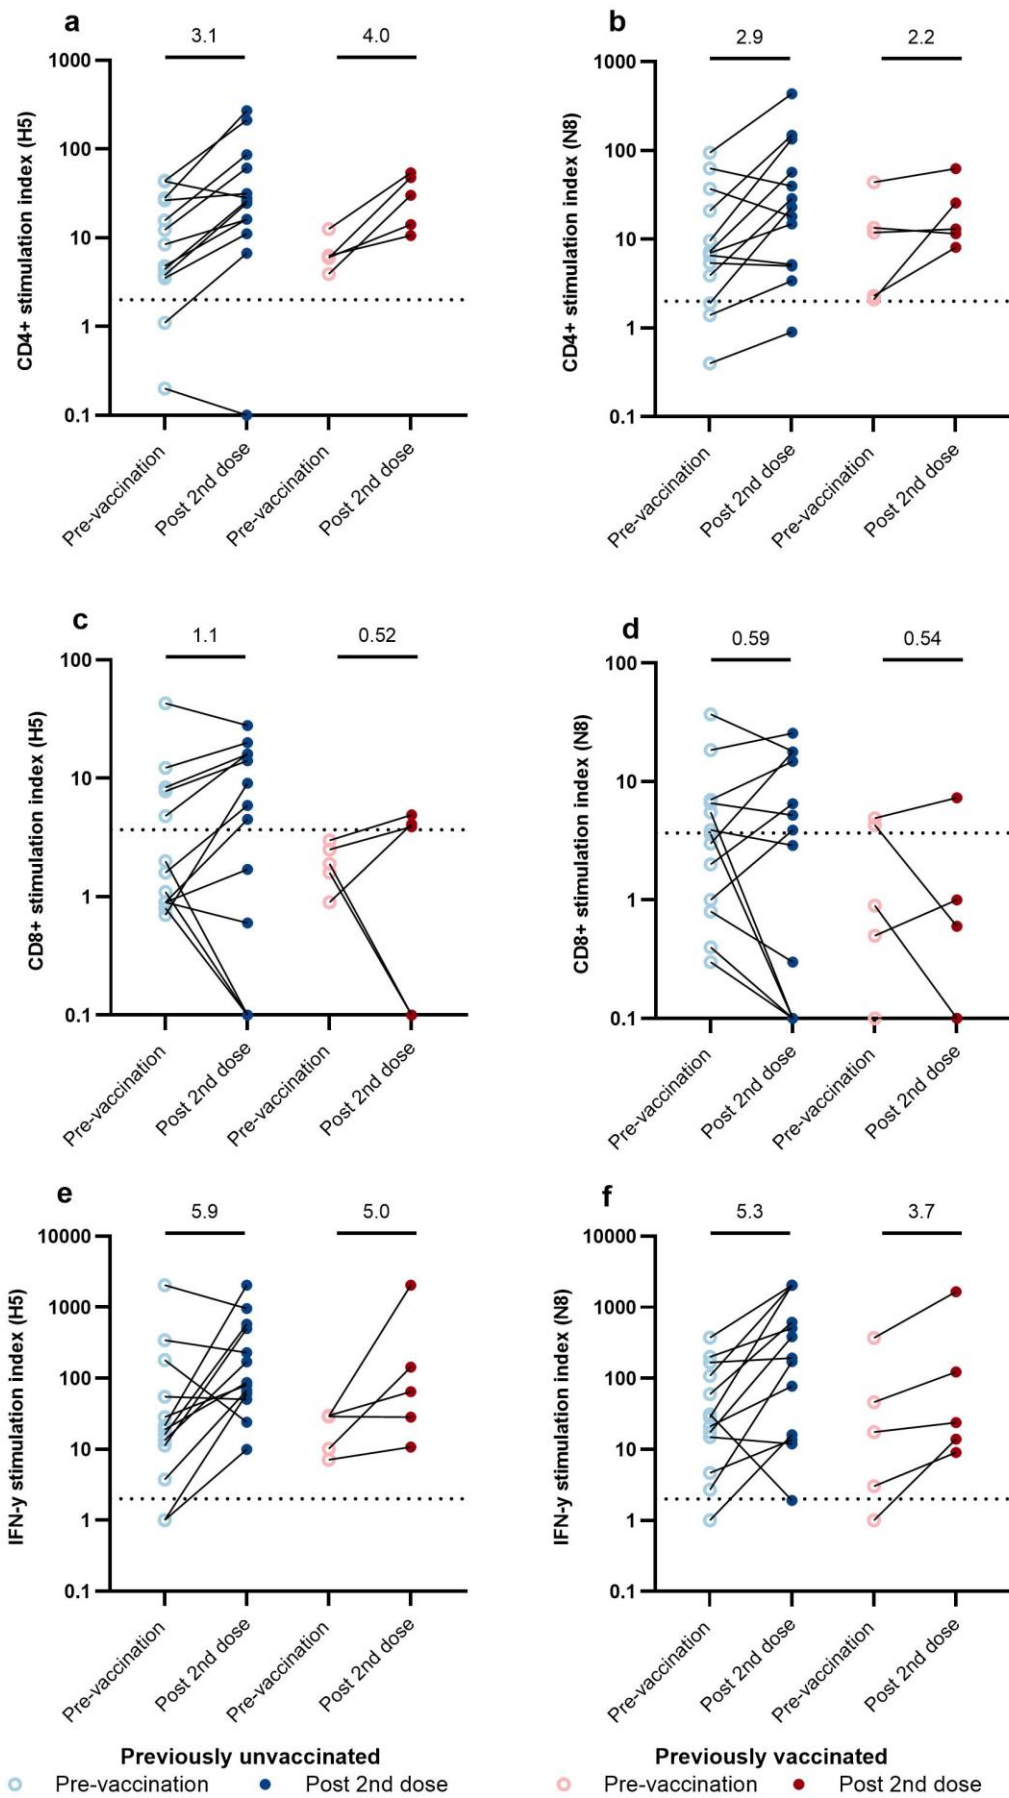 a
3.1 4.0
CD4+ stimulation index (H5)
1000
100
10
1
0.1
Pre-vaccination
Post 2nd dose
Pre-vaccination
Post 2nd dose
b
2.9 2.2
CD4+ stimulation index (N8)
1000
100
10
1
0.1
Pre-vaccination
Post 2nd dose
Pre-vaccination
Post 2nd dose
c
1.1 0.52
CD8+ stimulation index (H5)
100
10
1
0.1
Pre-vaccination
Post 2nd dose
Pre-vaccination
Post 2nd dose
d
0.59 0.54
CD8+ stimulation index (N8)
100
10
1
0.1
Pre-vaccination
Post 2nd dose
Pre-vaccination
Post 2nd dose
e
5.9 5.0
IFN-y stimulation index (H5)
10000
1000
100
10
1
0.1
Pre-vaccination
Post 2nd dose
Pre-vaccination
Post 2nd dose
f
5.3 3.7
IFN-y stimulation index (N8)
10000
1000
100
10
1
0.1
Pre-vaccination
Post 2nd dose
Pre-vaccination
Post 2nd dose
Previously unvaccinated
Pre-vaccination Post 2nd dose
Previously vaccinated
Pre-vaccination Post 2nd dose